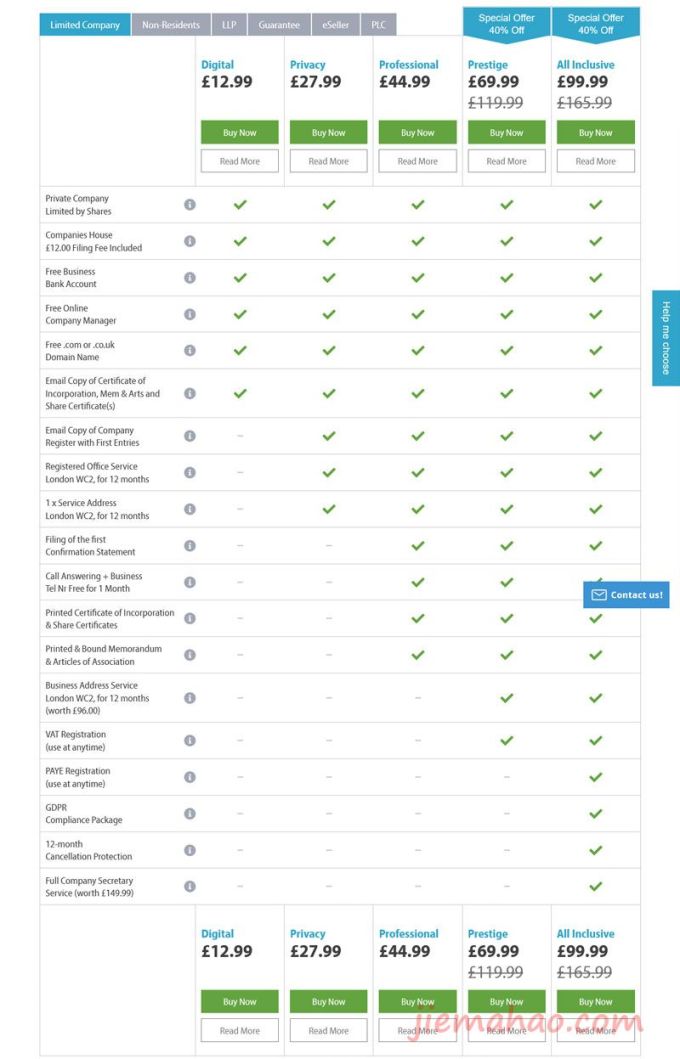 Limited Company
Non-Residents
LLP
Guarantee
eSeller
PLC
Special Offer
40% Off
Special Offer
40% Off
Digital
£12.99
Buy Now
Read More
Privacy
£27.99
Buy Now
Read More
Professional
£44.99
Buy Now
Read More
Prestige
£69.99
£119.99
Buy Now
Read More
All Inclusive
£99.99
£165.99
Buy Now
Read More
Private Company
Limited by Shares
Companies House
£12.00 Filing Fee Included
Free Business
Bank Account
Free Online
Company Manager
Free .com or .co.uk
Domain Name
Email Copy of Certificate of
Incorporation, Mem & Arts and
Share Certificate(s)
Email Copy of Company
Register with First Entries
Registered Office Service
London WC2, for 12 months
1 x Service Address
London WC2, for 12 months
Filing of the first
Confirmation Statement
Call Answering + Business
Tel Nr Free for 1 Month
Printed Certificate of Incorporation
& Share Certificates
Printed & Bound Memorandum
& Articles of Association
Business Address Service
London WC2, for 12 months
(worth £96.00)
VAT Registration
(use at anytime)
PAYE Registration
(use at anytime)
GDPR
Compliance Package
12-month
Cancellation Protection
Full Company Secretary
Service (worth £149.99)
Help me choose
Contact us!
Digital
£12.99
Buy Now
Read More
Privacy
£27.99
Buy Now
Read More
Professional
£44.99
Buy Now
Read More
Prestige
£69.99
£119.99
Buy Now
Read More
All Inclusive
£99.99
£165.99
Buy Now
Read More
jiemahao.com